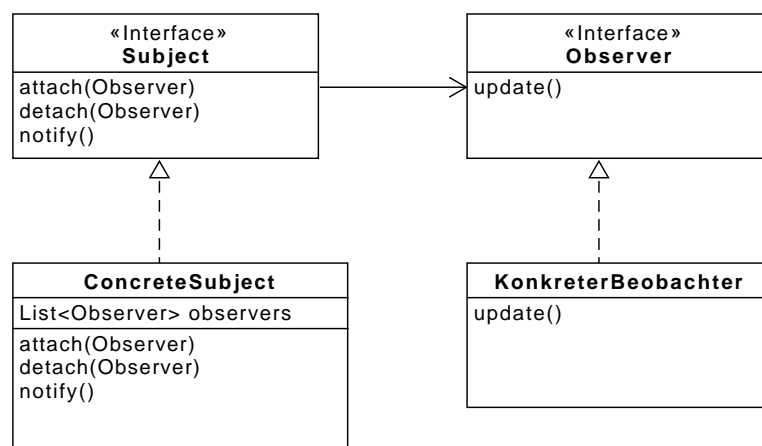 «Interface»
Subject
attach(Observer)
detach(Observer)
notify()
«Interface»
Observer
update()
ConcreteSubject
List<Observer> observers
attach(Observer)
detach(Observer)
notify()
KonkreterBeobachter
update()